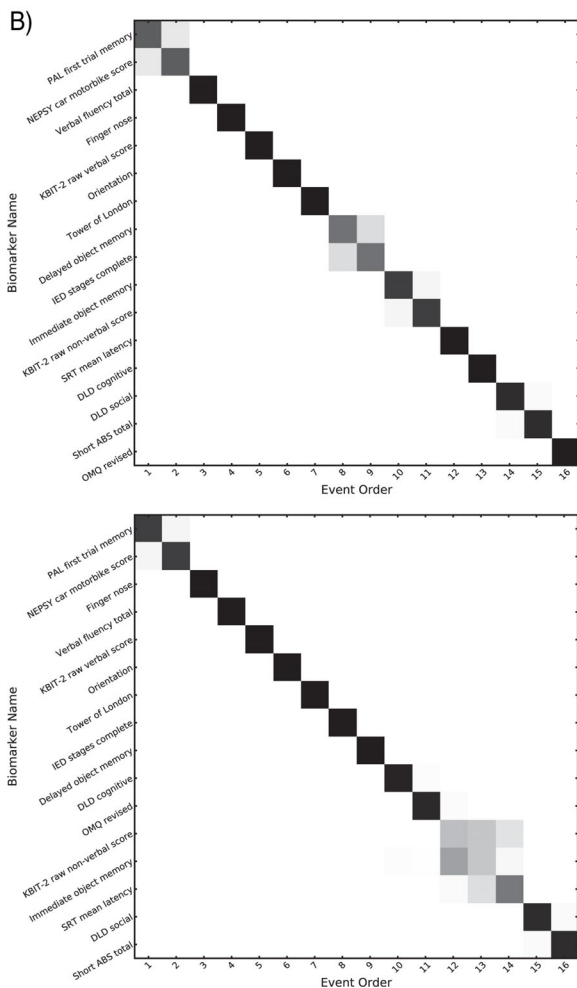 B)
PAL first trial memory
NEPSY car motorbike score
Verbal fluency total
Finger nose
KBIT-2 raw verbal score
Orientation
Tower of London
Delayed object memory
IED stages complete
Immediate object memory
KBIT-2 raw non-verbal score
SRT mean latency
DLD cognitive
DLD social
Short ABS total
OMQ revised
Biomarker Name
1 2 3 4 5 6 7 8 9 10 11 12 13 14 15 16
Event Order
PAL first trial memory
NEPSY car motorbike score
Finger nose
Verbal fluency total
KBIT-2 raw verbal score
Orientation
Tower of London
IED stages complete
Delayed object memory
DLD cognitive
OMQ revised
KBIT-2 raw non-verbal score
Immediate object memory
SRT mean latency
DLD social
Short ABS total
Biomarker Name
1 2 3 4 5 6 7 8 9 10 11 12 13 14 15 16
Event Order